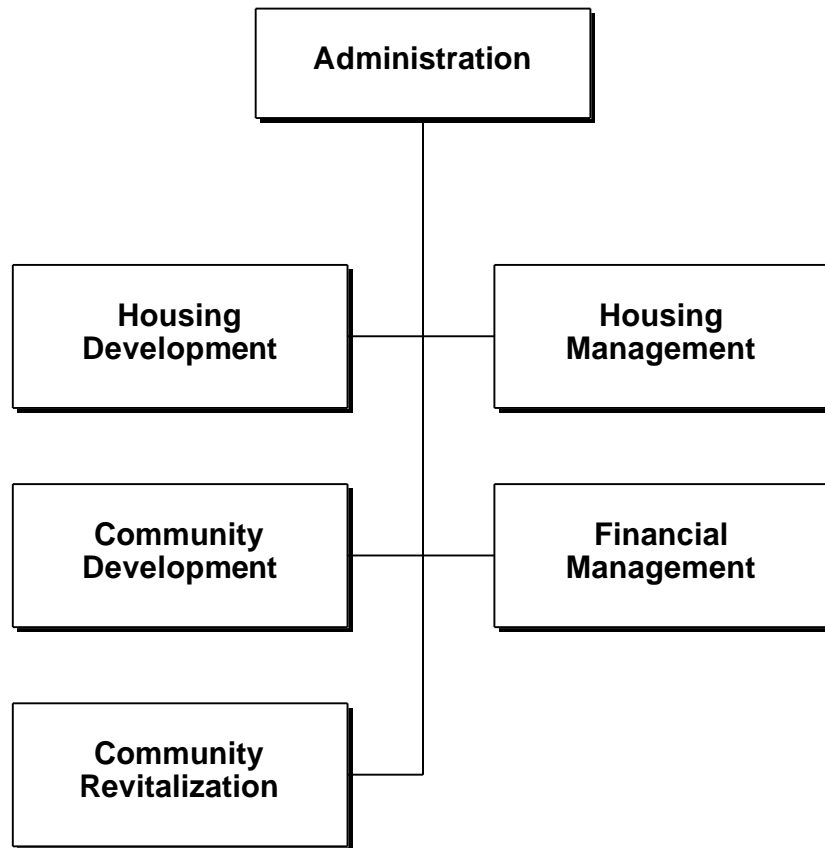 Administration
Housing
Development
Housing
Management
Community
Development
Financial
Management
Community
Revitalization